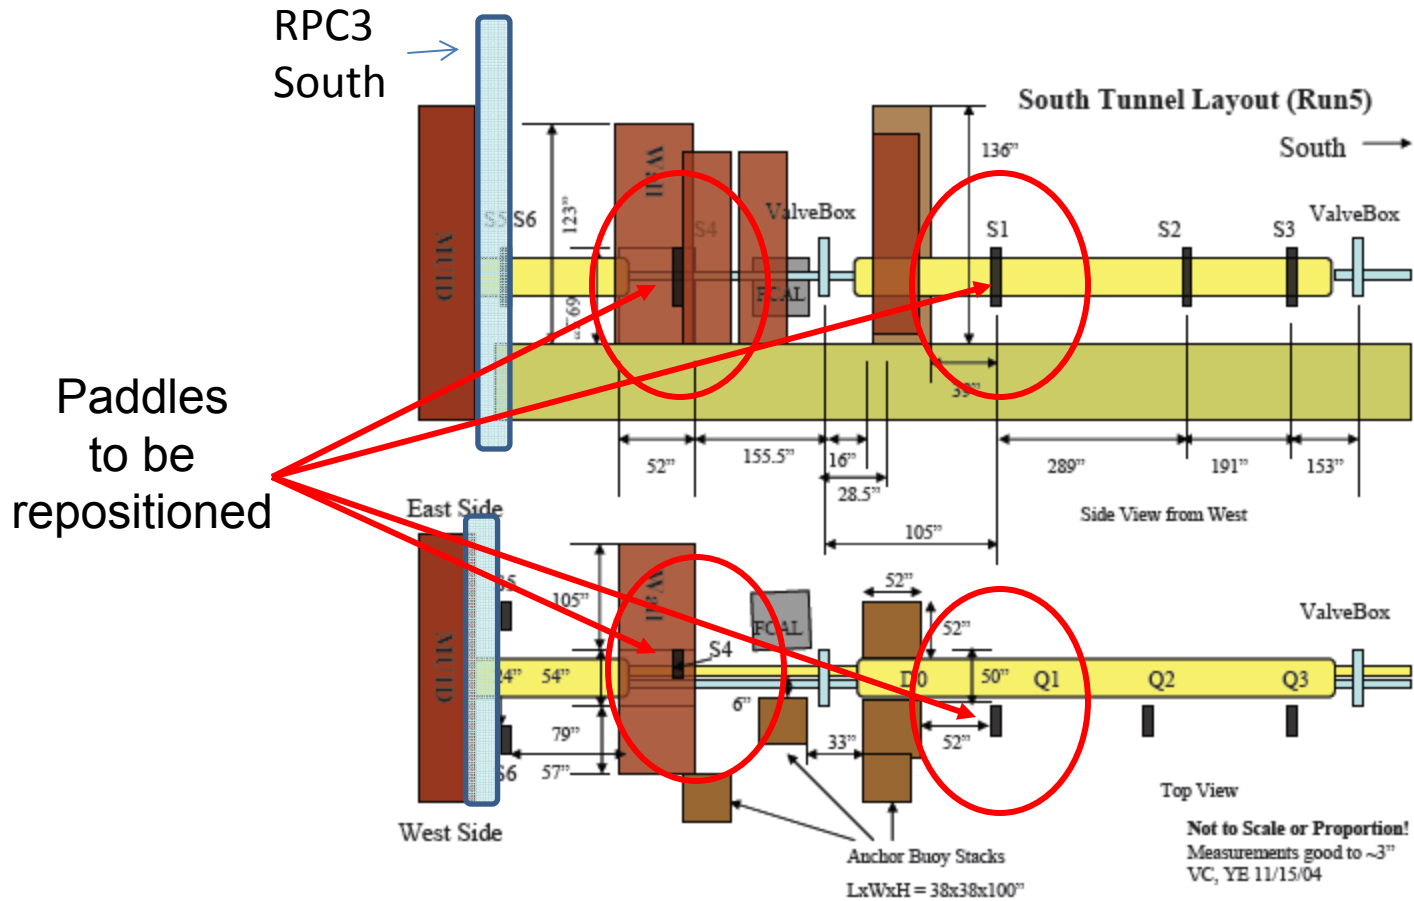 RPC3
South
South Tunnel Layout (Run5)
South
136”
Wall
ValveBox
ValveBox
S5 S6
123”
S4
S1
S2
S3
MUID
FCAL
69”
39”
Paddles
to be
repositioned
52”
155.5”
16”
28.5”
289”
191”
153”
East Side
Side View from West
105”
S5
105”
Wall
52”
52”
FCAL
ValveBox
MUID
S4
24”
54”
D0
50”
Q1
Q2
Q3
6”
79”
33”
52”
S6
57”
Top View
West Side
Not to Scale or Proportion!
Measurements good to ~3”
VC, YE 11/15/04
Anchor Buoy Stacks
LxWxH = 38x38x100”